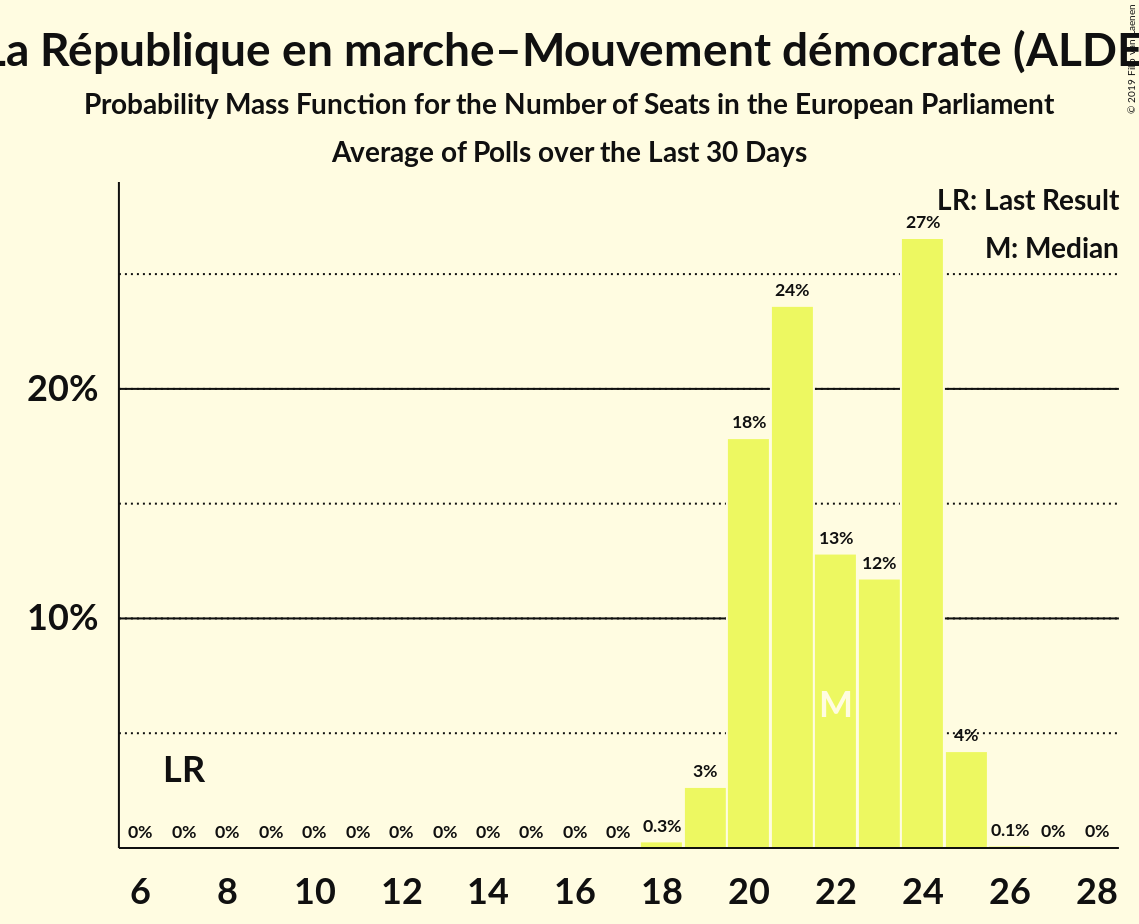 La République en marche–Mouvement démocrate (ALDE
Probability Mass Function for the Number of Seats in the European Parliament
Average of Polls over the Last 30 Days
© 2019 Filip
LR: Last Result
M: Median
27%
24%
20%
18%
13%
12%
10%
M
4%
LR
3%
0% 0% 0% 0% 0% 0% 0% 0% 0% 0% 0% 0% 0.3% 0.1% 0% 0%
6 8 10 12 14 16 18 20 22 24 26 28